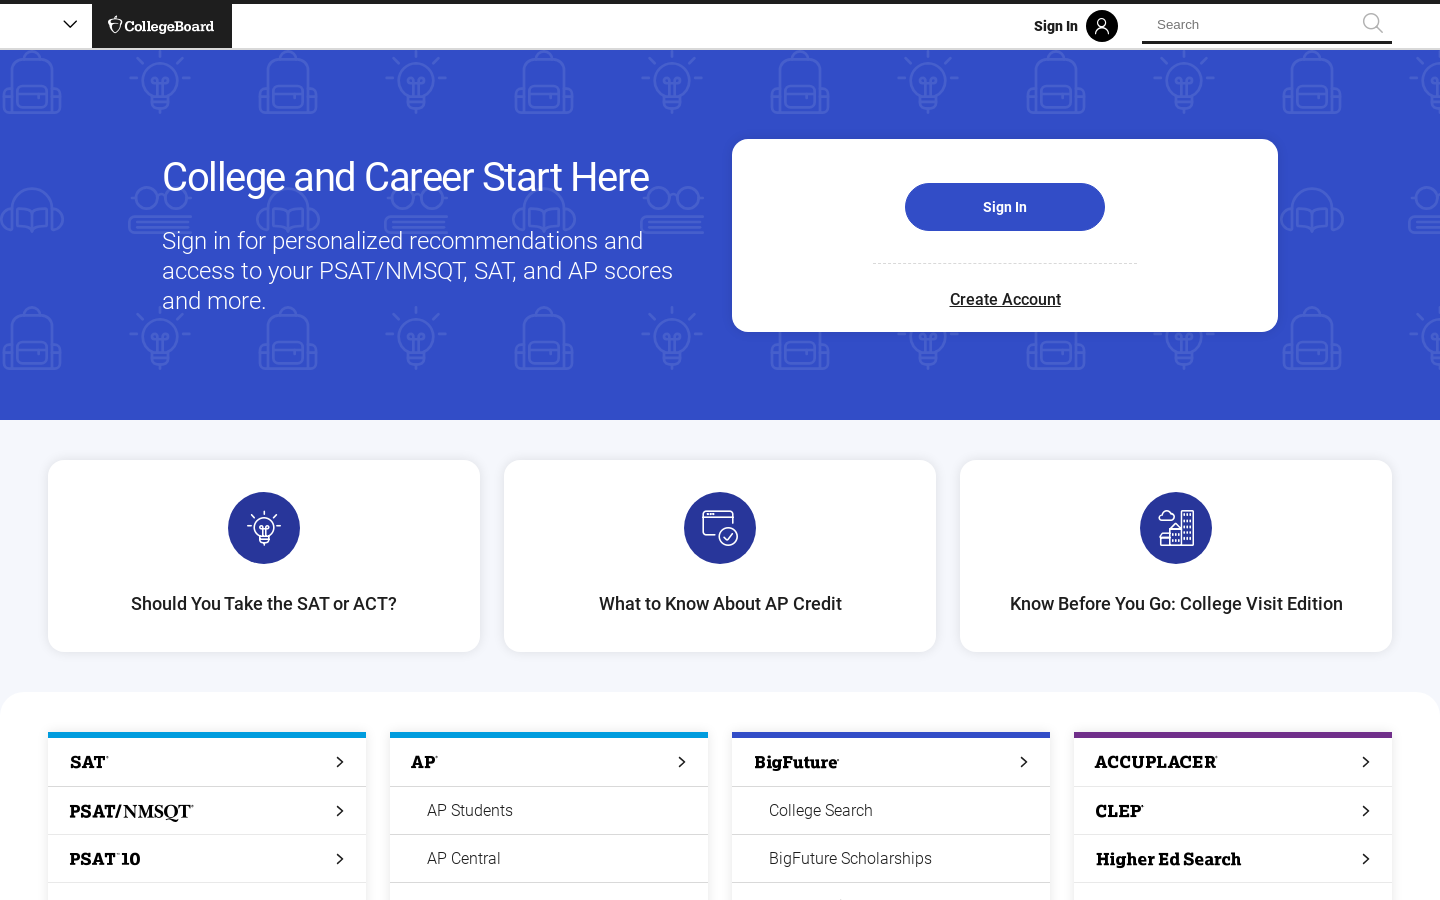 CollegeBoard
Sign In
Search
College and Career Start Here
Sign in for personalized recommendations and
access to your PSAT/NMSQT, SAT, and AP scores
and more.
Sign In
Create Account
Should You Take the SAT or ACT?
What to Know About AP Credit
Know Before You Go: College Visit Edition
SAT®
PSAT/NMSQT®
PSAT™ 10
AP®
AP Students
AP Central
BigFuture®
College Search
BigFuture Scholarships
ACCUPLACER®
CLEP®
Higher Ed Search